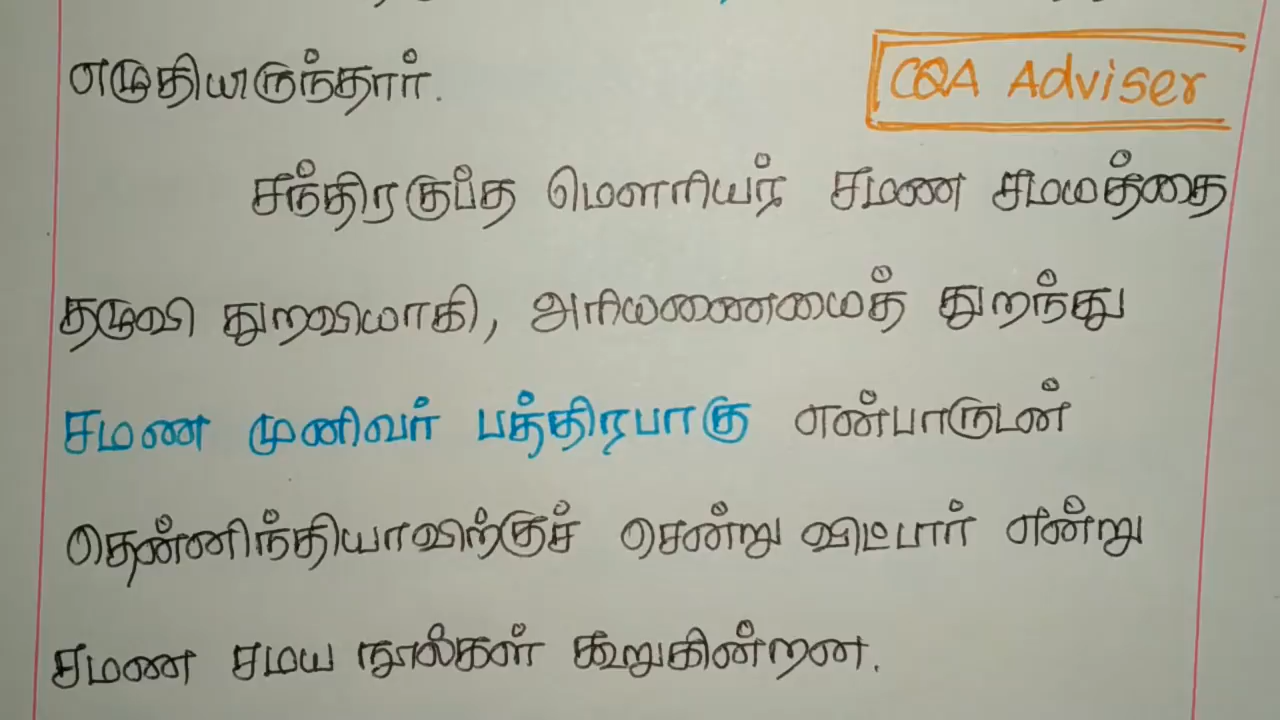 எழுதியிருந்தார்.
CQA Adviser
சந்திரகுப்த மௌரியர் சமண சமயத்தை
தழுவி துறவியாகி, அரியணையைத் துறந்து
சமண முனிவர் பத்திரபாகு என்பாருடன்
தென்னிந்தியாவிற்குச் சென்று விட்டார் என்று
சமண சமய நூல்கள் கூறுகின்றன.